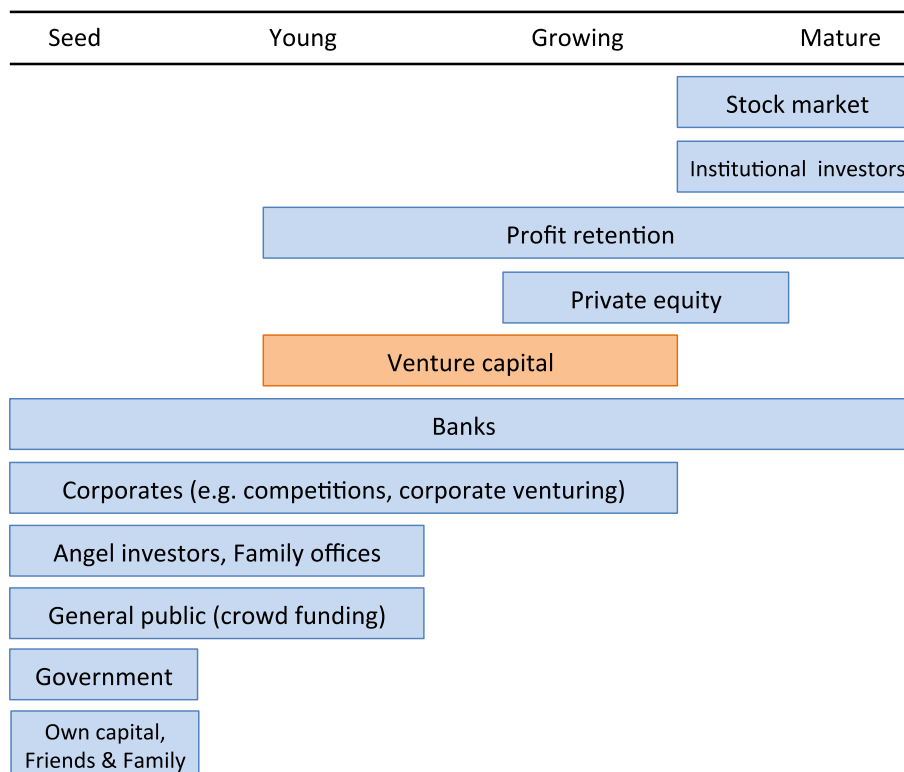 Seed Young Growing Mature
Stock market
Institutional investors
Profit retention
Private equity
Venture capital
Banks
Corporates (e.g. competitions, corporate venturing)
Angel investors, Family offices
General public (crowd funding)
Government
Own capital,
Friends & Family